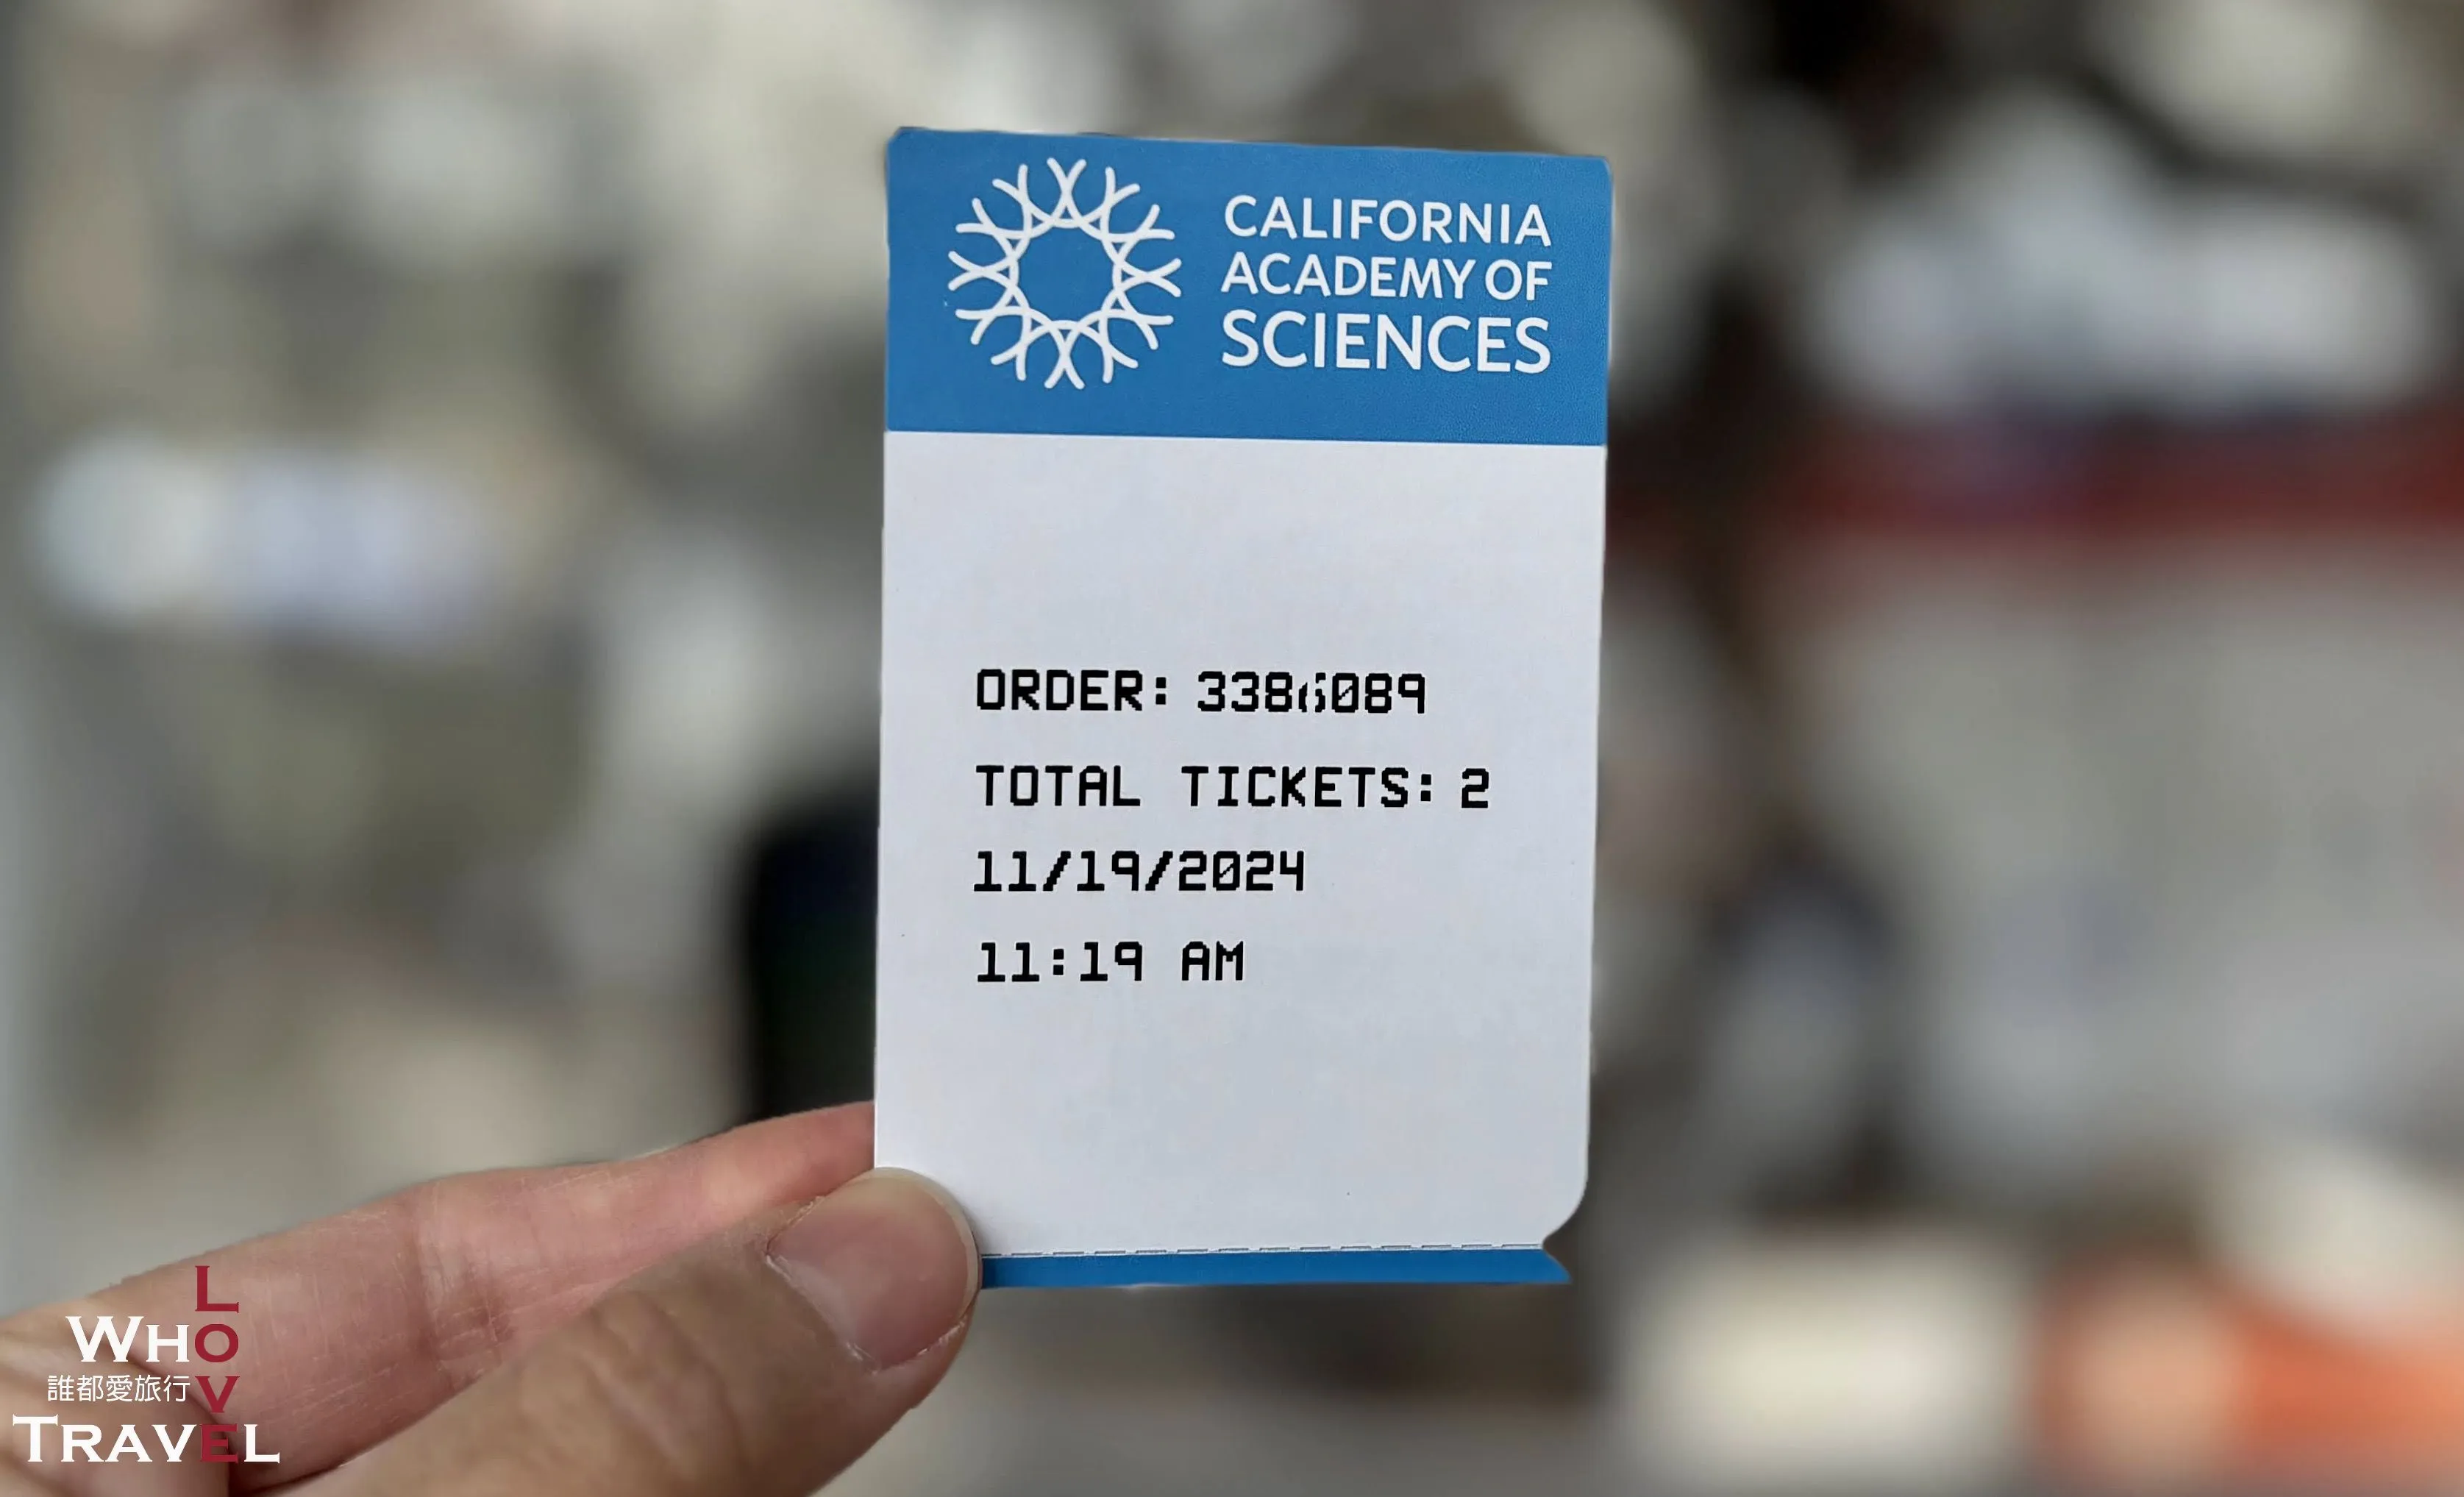 CALIFORNIA
ACADEMY OF
SCIENCES
ORDER:
TOTAL TICKETS: 2
11/19/2024
11:19 AM
LOVE
WHO
誰都愛旅行
TRAVEL